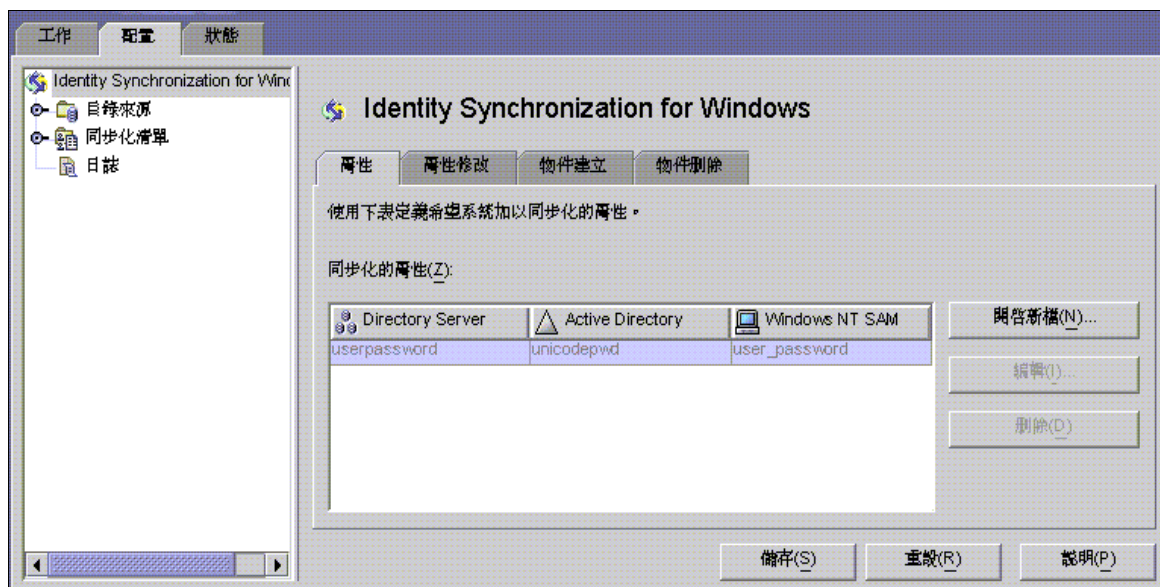 工作 配置 狀態
Identity Synchronization for Wind
目錄來源
同步化清單
日誌
Identity Synchronization for Windows
屬性 屬性修改 物件建立 物件刪除
使用下表定義希望系統加以同步化的屬性。
同步化的屬性(Z):
Directory Server Active Directory Windows NT SAM
userpassword unicodepwd user_password
開啓新檔(N)...
編輯(I)...
刪除(D)
儲存(S) 重設(R) 說明(P)